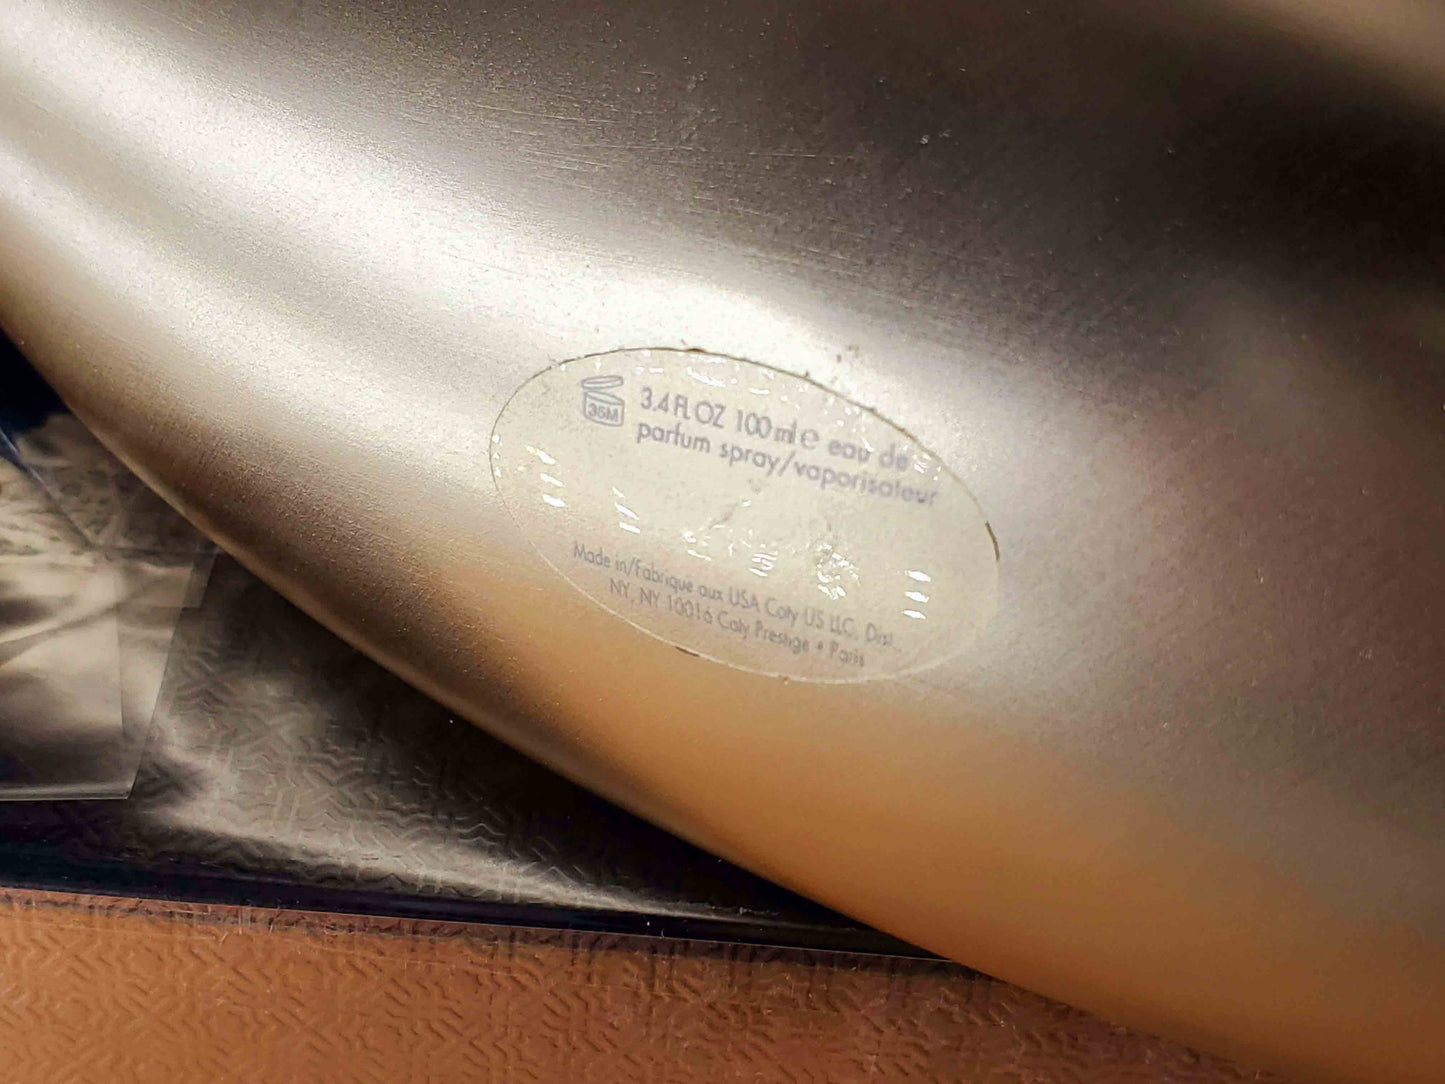 36M
3.4 FL OZ 100 ml e eau de
parfum spray/vaporisateur
Made in/Fabrique aux USA Coty US LLC, Dist.
NY, NY 10016 Coty Prestige • Paris